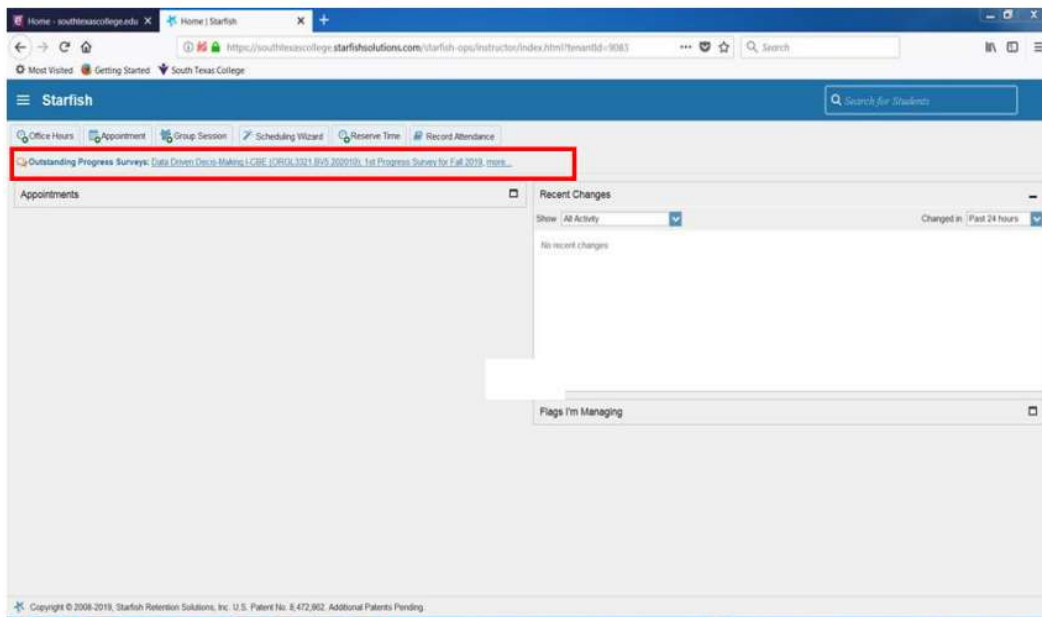 Home - southtexascollege.edu X Home | Starfish X +
https://southtexascollege.starfishsolutions.com/starfish-ops/instructor/index.html?tenantId=9083 Search
Most Visited Getting Started South Texas College
Starfish Search for Students
Office Hours Appointment Group Session Scheduling Wizard Reserve Time Record Attendance
Outstanding Progress Surveys: Data Driven Decis-Making I-CBE (ORGL3321.BV5.202010): 1st Progress Survey for Fall 2019, more...
Appointments Recent Changes
Show All Activity Changed in Past 24 hours
No recent changes
Flags I'm Managing
Copyright © 2008-2019, Starfish Retention Solutions, Inc. U.S. Patent No. 8,472,862. Additional Patents Pending.